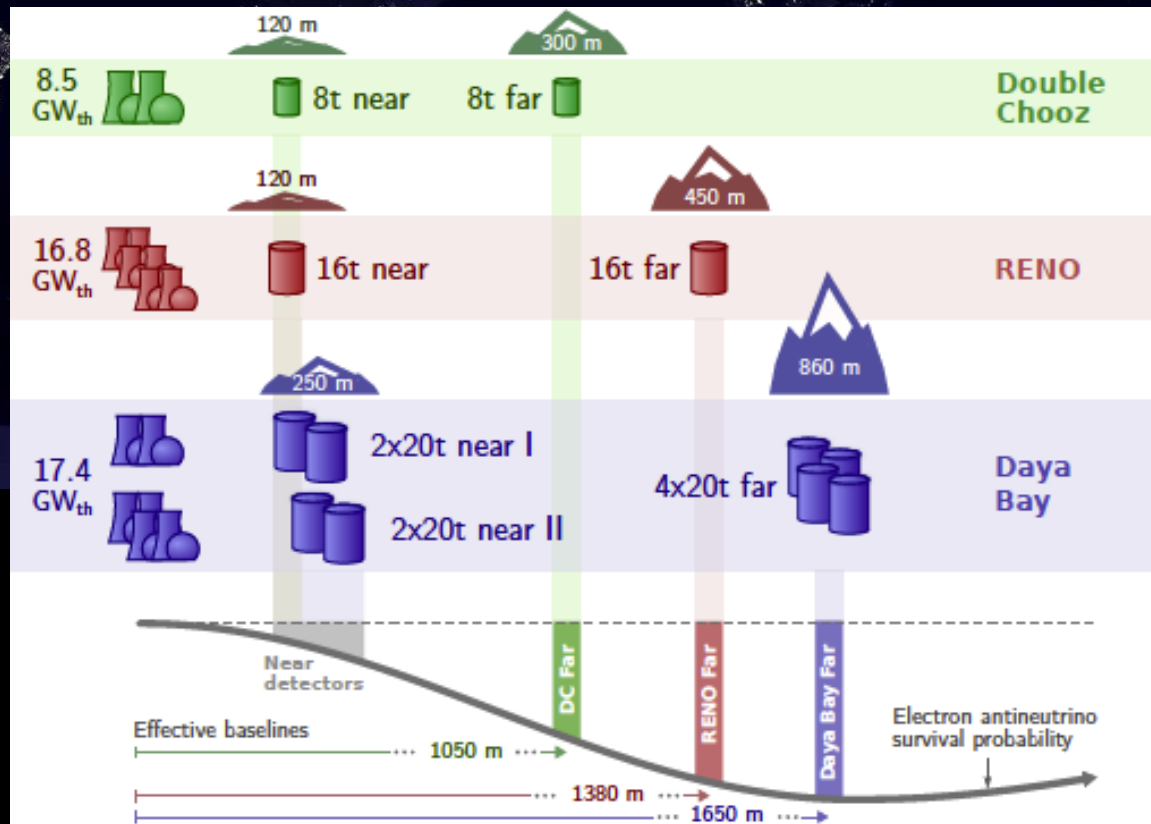 120 m
300 m
8.5
GWth
8t near
8t far
Double
Chooz
120 m
450 m
16.8
GWth
16t near
16t far
RENO
250 m
860 m
17.4
GWth
2x20t near I
2x20t near II
4x20t far
Daya
Bay
Near
detectors
DC Far
RENO Far
Daya Bay Far
Effective baselines
1050 m
1380 m
1650 m
Electron antineutrino
survival probability